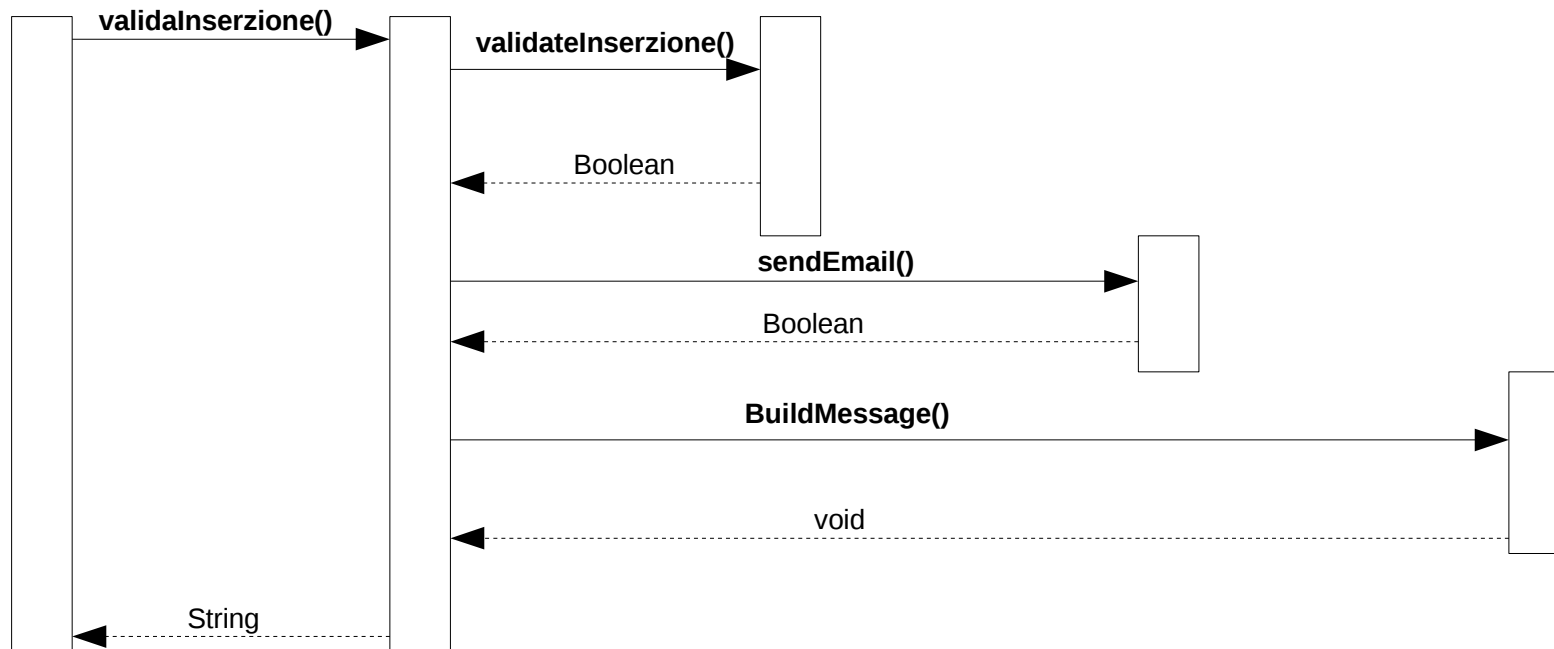 validaInserzione()
validateInserzione()
Boolean
sendEmail()
Boolean
BuildMessage()
void
String